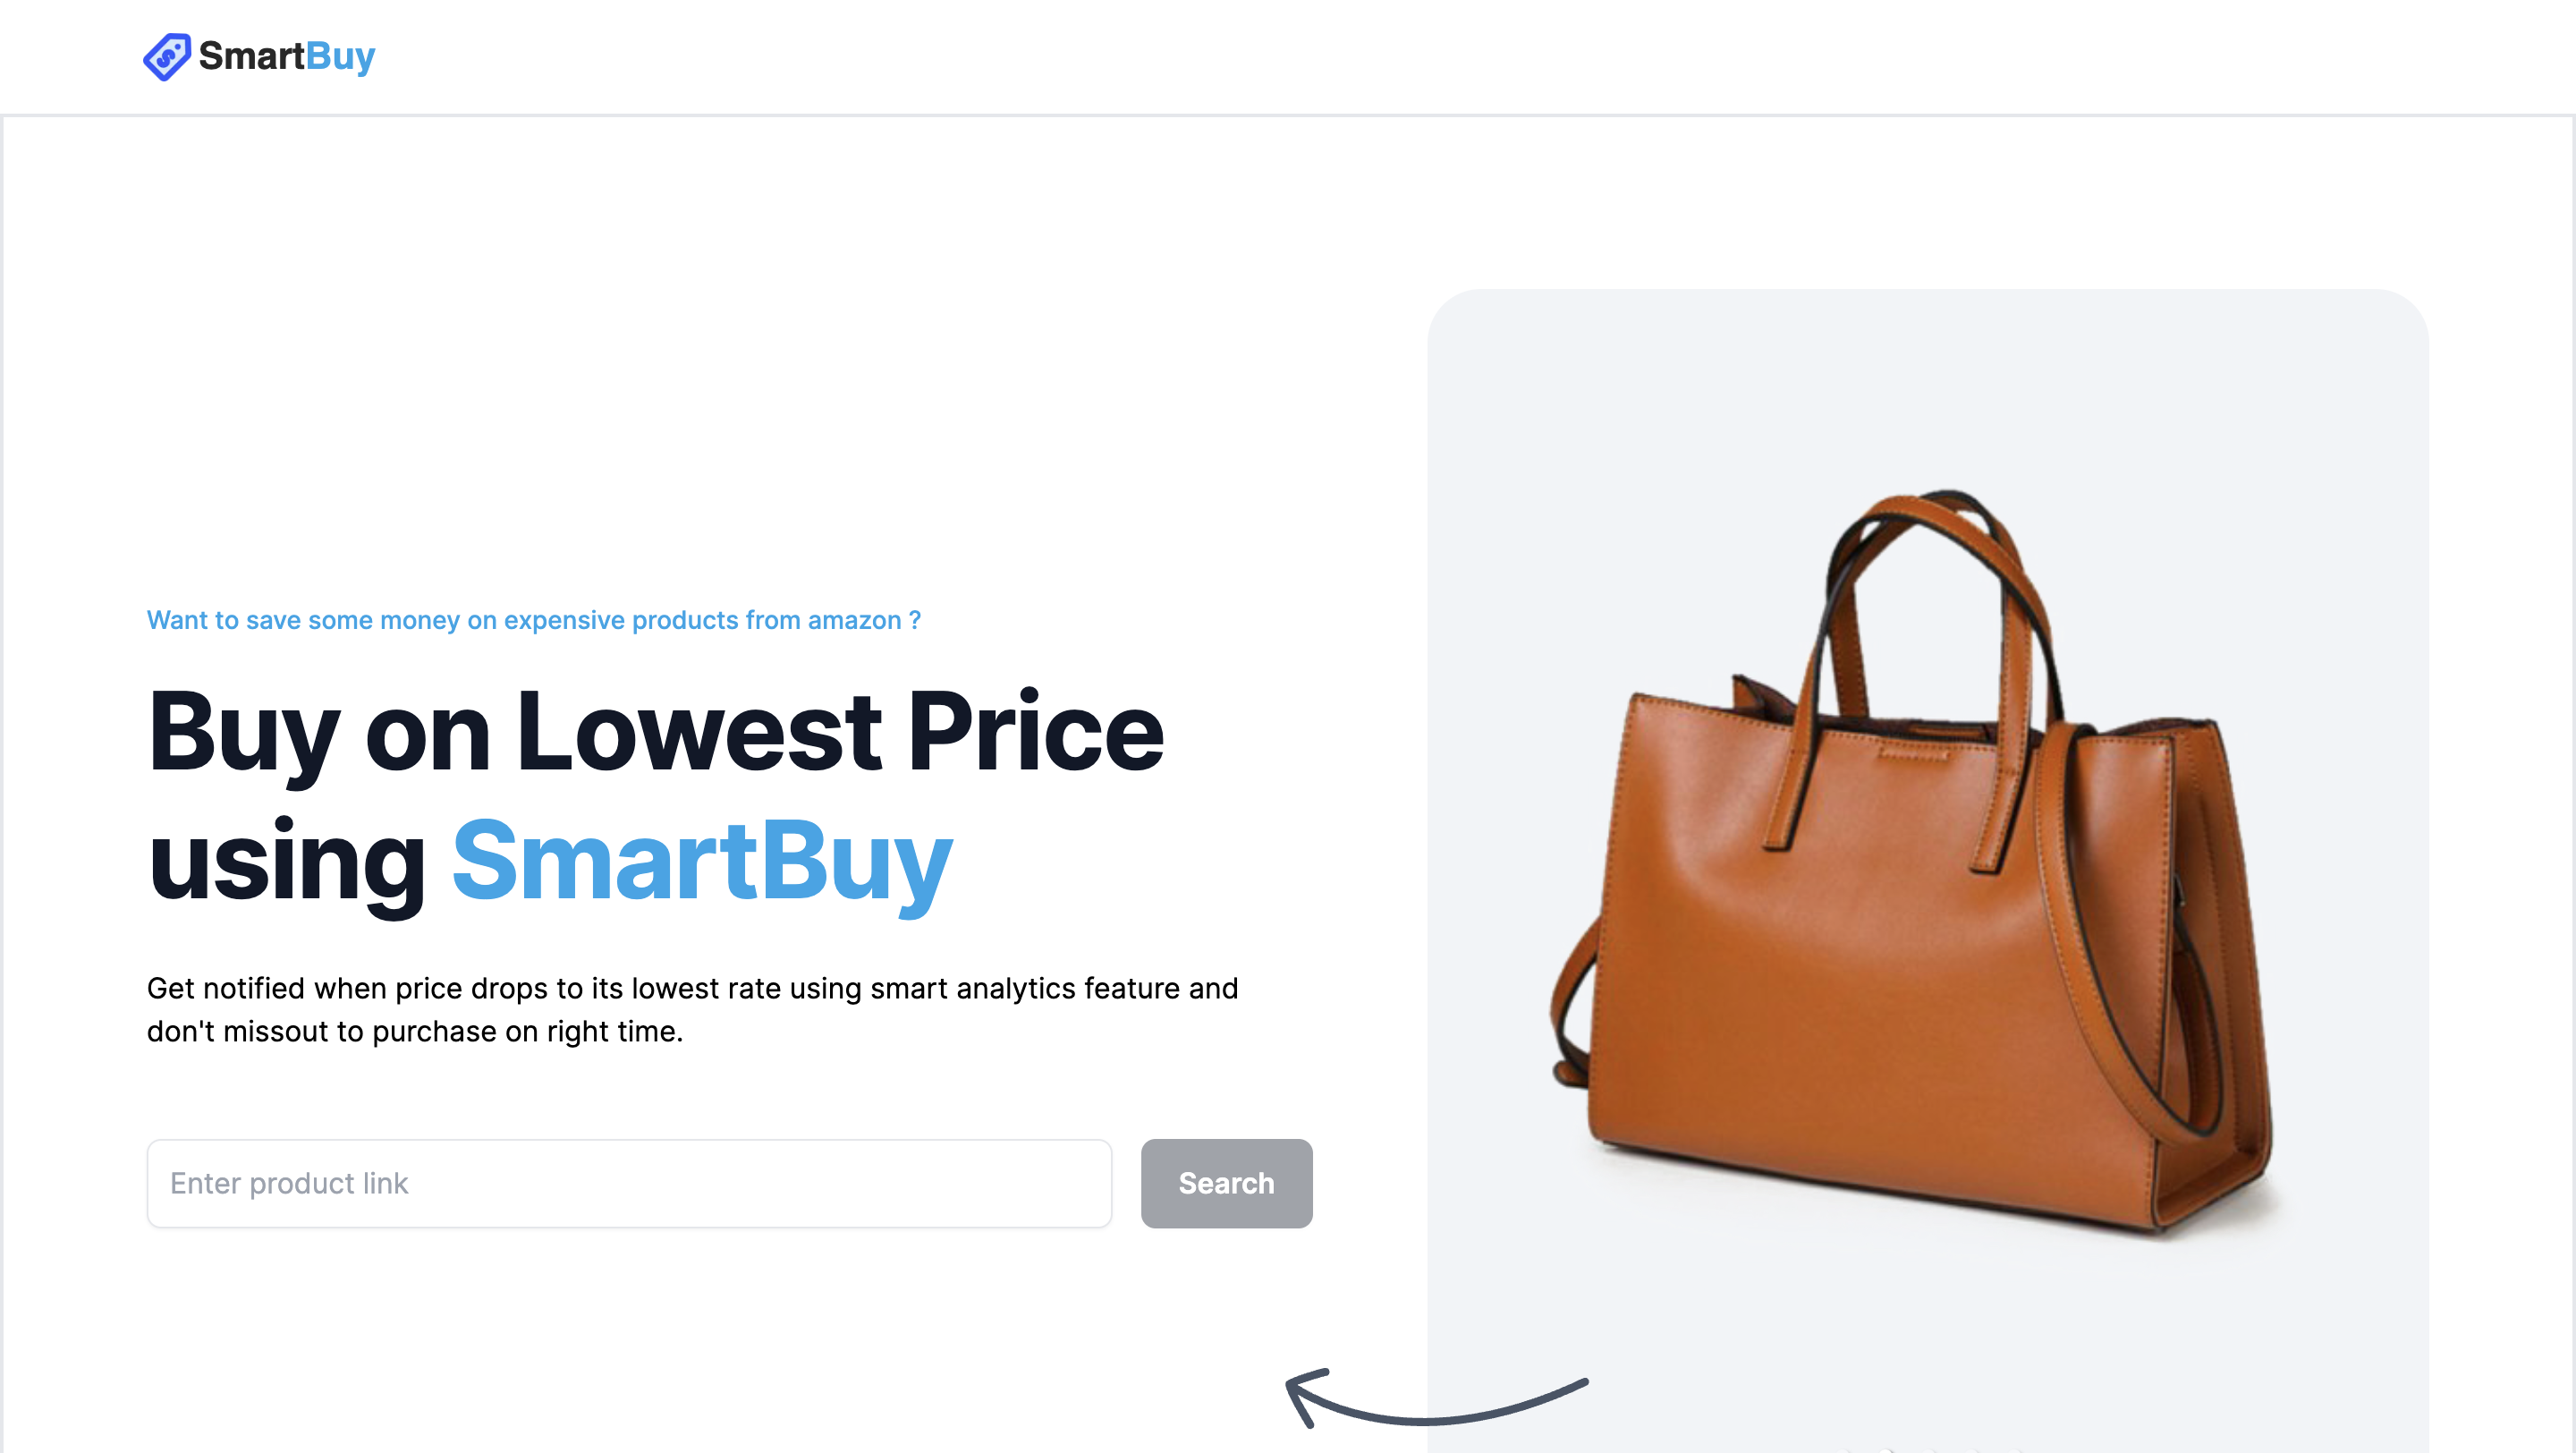 SmartBuy
Want to save some money on expensive products from amazon ?
Buy on Lowest Price
using SmartBuy
Get notified when price drops to its lowest rate using smart analytics feature and
don't missout to purchase on right time.
Enter product link
Search